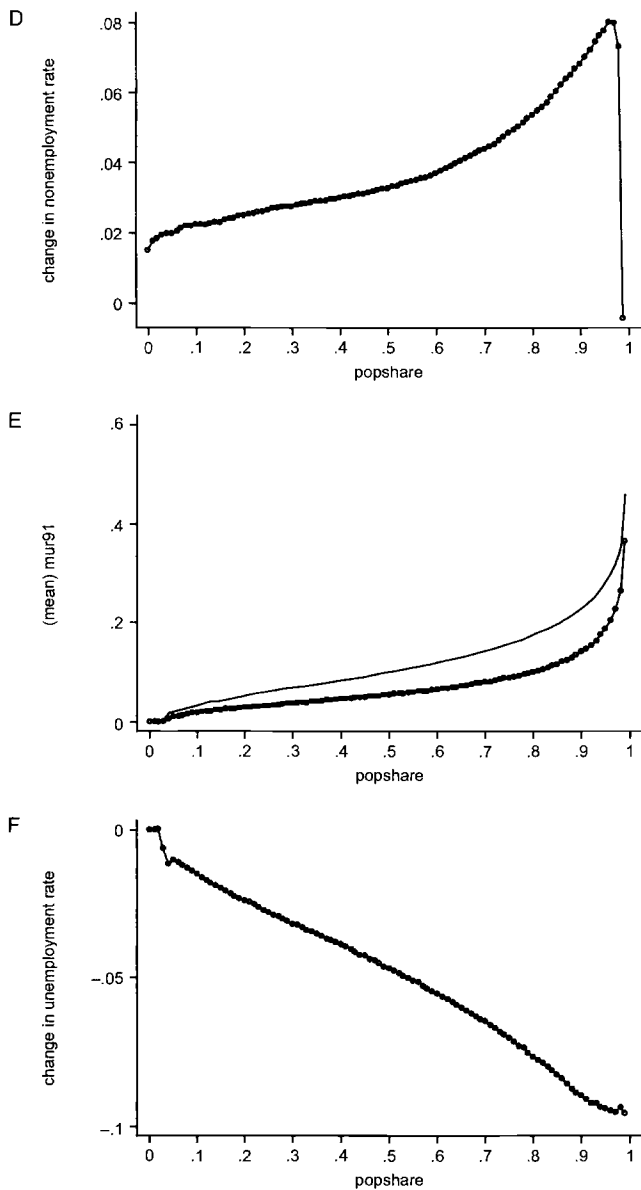 D
change in nonemployment rate
.08
.06
.04
.02
0
0 .1 .2 .3 .4 .5 .6 .7 .8 .9 1
popshare
E
(mean) mur91
.6
.4
.2
0
0 .1 .2 .3 .4 .5 .6 .7 .8 .9 1
popshare
F
change in unemployment rate
0
−.05
−.1
0 .1 .2 .3 .4 .5 .6 .7 .8 .9 1
popshare